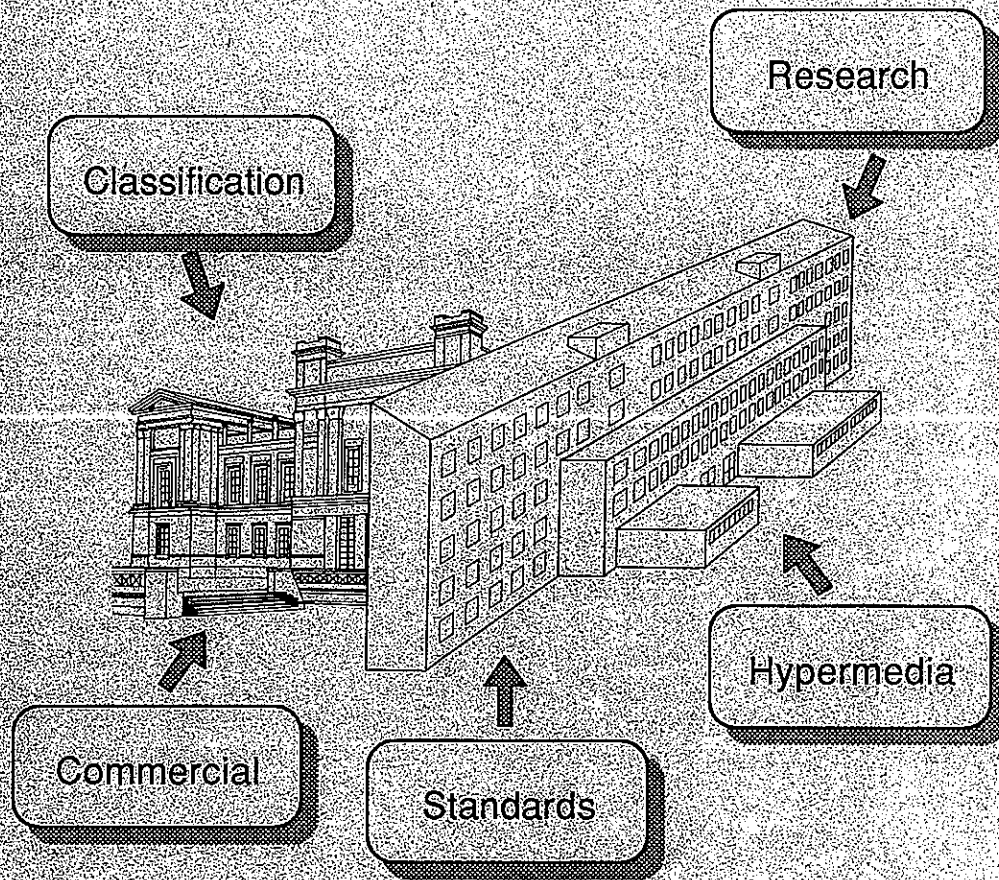 Research
Classification
Hypermedia
Commercial
Standards